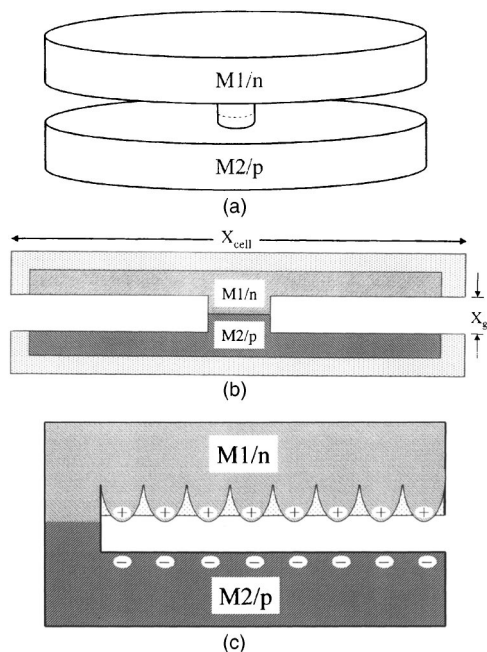 M1/n
M2/p
(a)
X_cell
M1/n
M2/p
X_g
(b)
M1/n
+ + + + + + + +
− − − − − − − −
M2/p
(c)